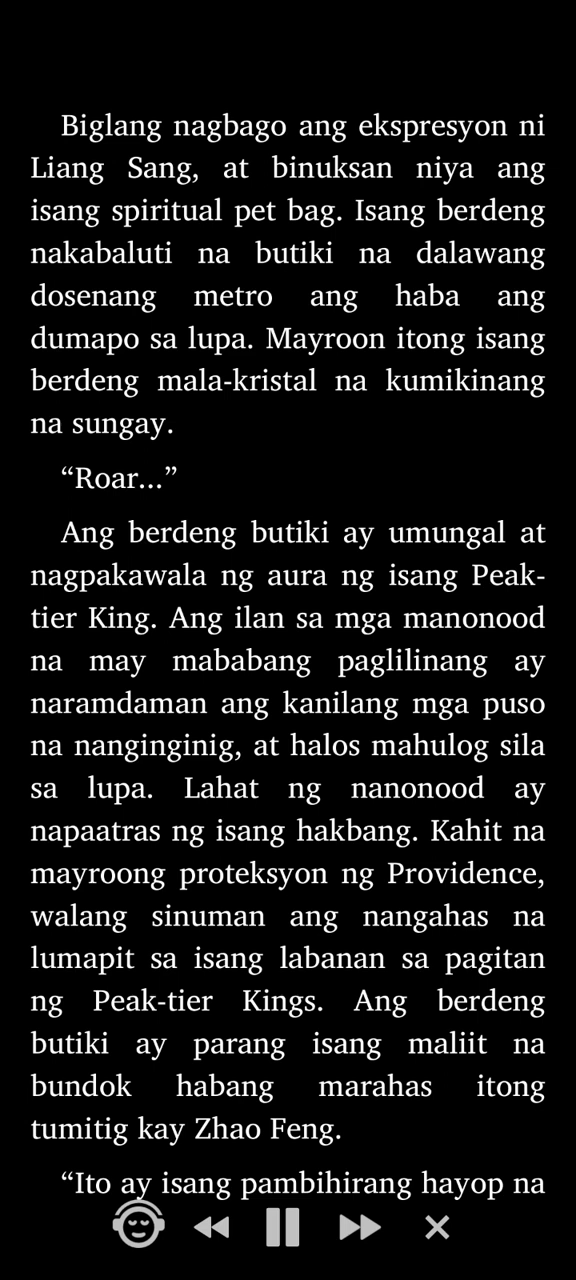 Biglang nagbago ang ekspresyon ni
Liang Sang, at binuksan niya ang
isang spiritual pet bag. Isang berdeng
nakabaluti na butiki na dalawang
dosenang metro ang haba ang
dumapo sa lupa. Mayroon itong isang
berdeng mala-kristal na kumikinang
na sungay.
“Roar...”
Ang berdeng butiki ay umungal at
nagpakawala ng aura ng isang Peak-
tier King. Ang ilan sa mga manonood
na may mababang paglilinang ay
naramdaman ang kanilang mga puso
na nanginginig, at halos mahulog sila
sa lupa. Lahat ng nanonood ay
napaatras ng isang hakbang. Kahit na
mayroong proteksyon ng Providence,
walang sinuman ang nangahas na
lumapit sa isang labanan sa pagitan
ng Peak-tier Kings. Ang berdeng
butiki ay parang isang maliit na
bundok habang marahas itong
tumitig kay Zhao Feng.
“Ito ay isang pambihirang hayop na